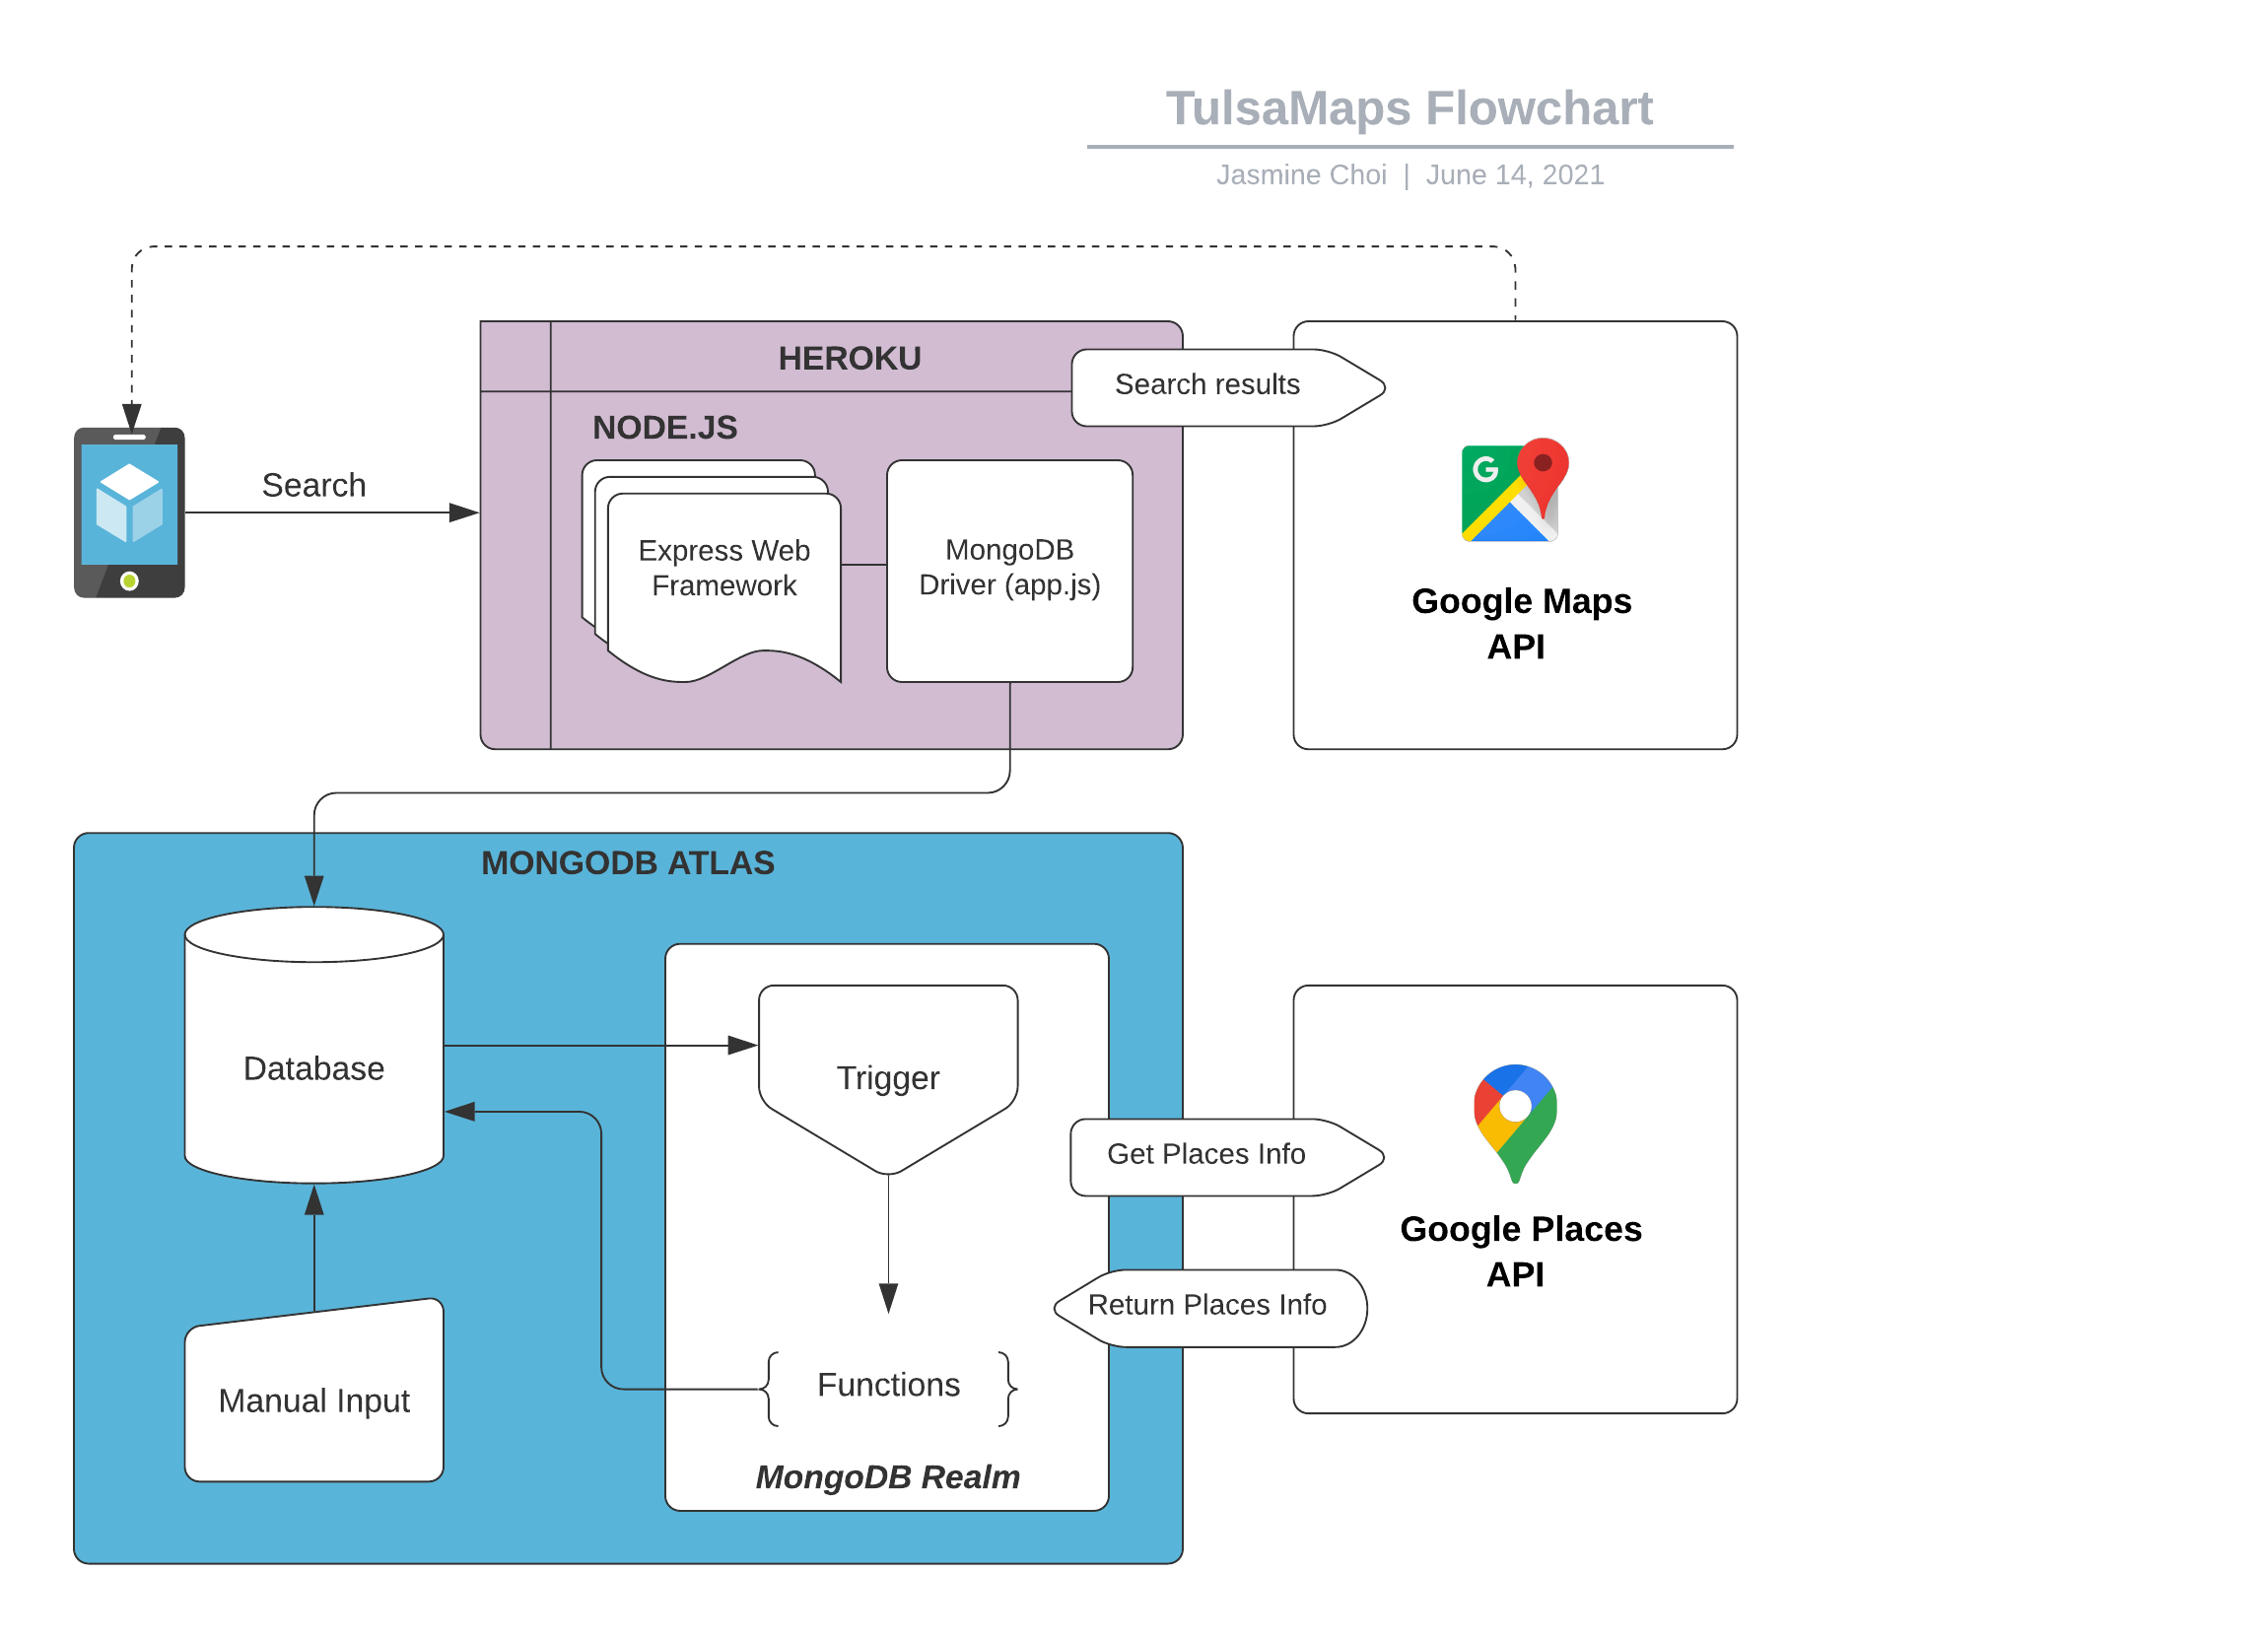 TulsaMaps Flowchart
Jasmine Choi | June 14, 2021
HEROKU
Search results
NODE.JS
Search
Express Web
Framework
MongoDB
Driver (app.js)
G
Google Maps
API
MONGODB ATLAS
Database
Trigger
Get Places Info
Google Places
API
Return Places Info
Manual Input
Functions
MongoDB Realm